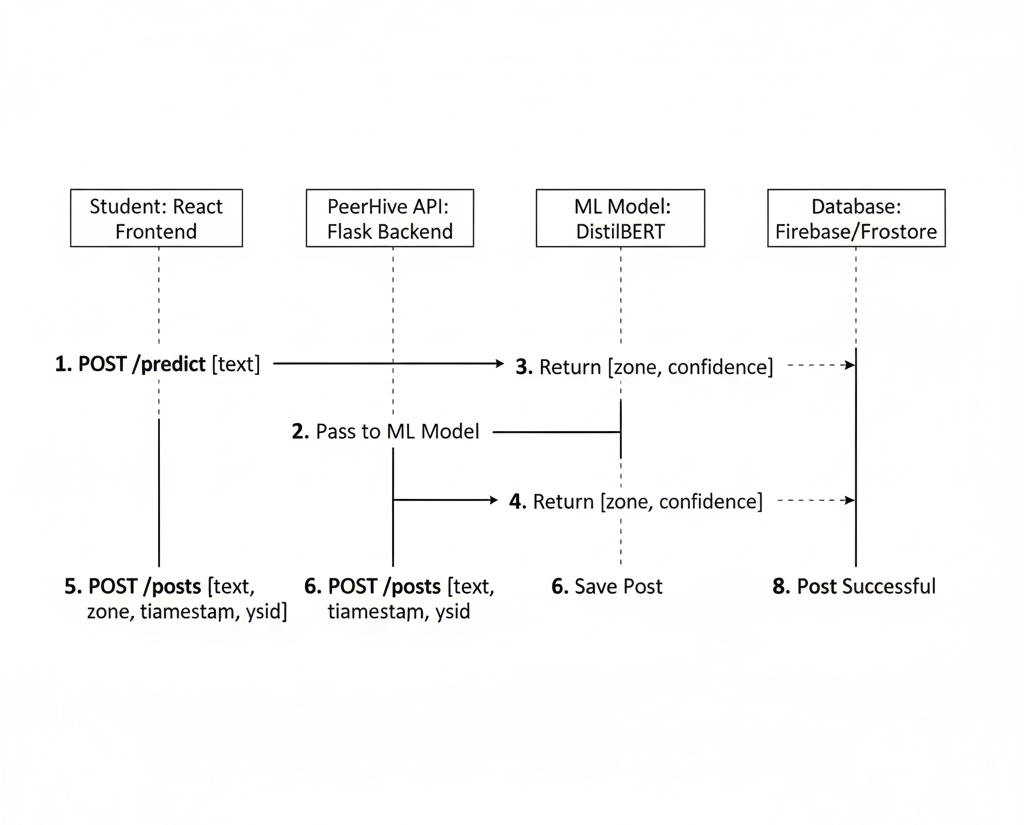 Student: React
Frontend
PeerHive API:
Flask Backend
ML Model:
DistilBERT
Database:
Firebase/Frostore
1. POST /predict [text]
3. Return [zone, confidence]
2. Pass to ML Model
4. Return [zone, confidence]
5. POST /posts [text,
zone, tiamestam, ysid]
6. POST /posts [text,
tiamestam, ysid
6. Save Post
8. Post Successful